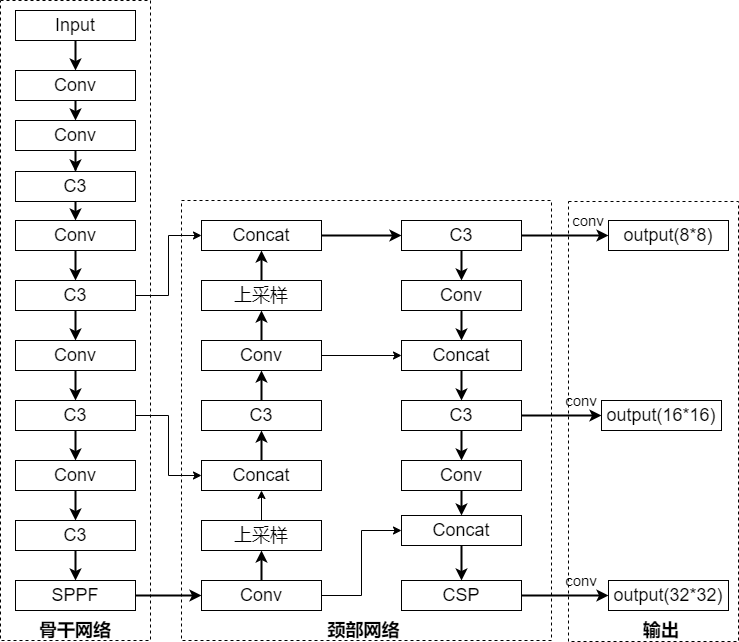 Input
Conv
Conv
C3
Conv
C3
Conv
C3
Conv
C3
SPPF
骨干网络
Concat
上采样
Conv
C3
Concat
上采样
Conv
C3
Conv
Concat
C3
Conv
Concat
CSP
颈部网络
conv
output(8*8)
conv
output(16*16)
conv
output(32*32)
输出